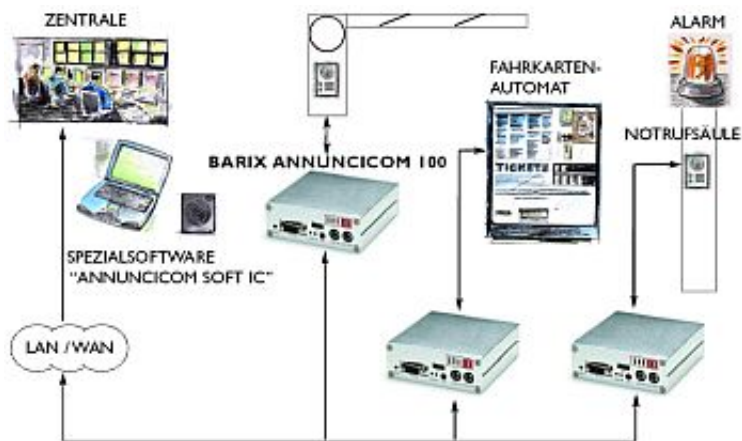 ZENTRALE
ALARM
FAHRKARTEN-
AUTOMAT
NOTRUFSÄULE
BARIX ANNUNCICOM 100
TICKETS
SPEZIALSOFTWARE
"ANNUNCICOM SOFT IC"
LAN / WAN